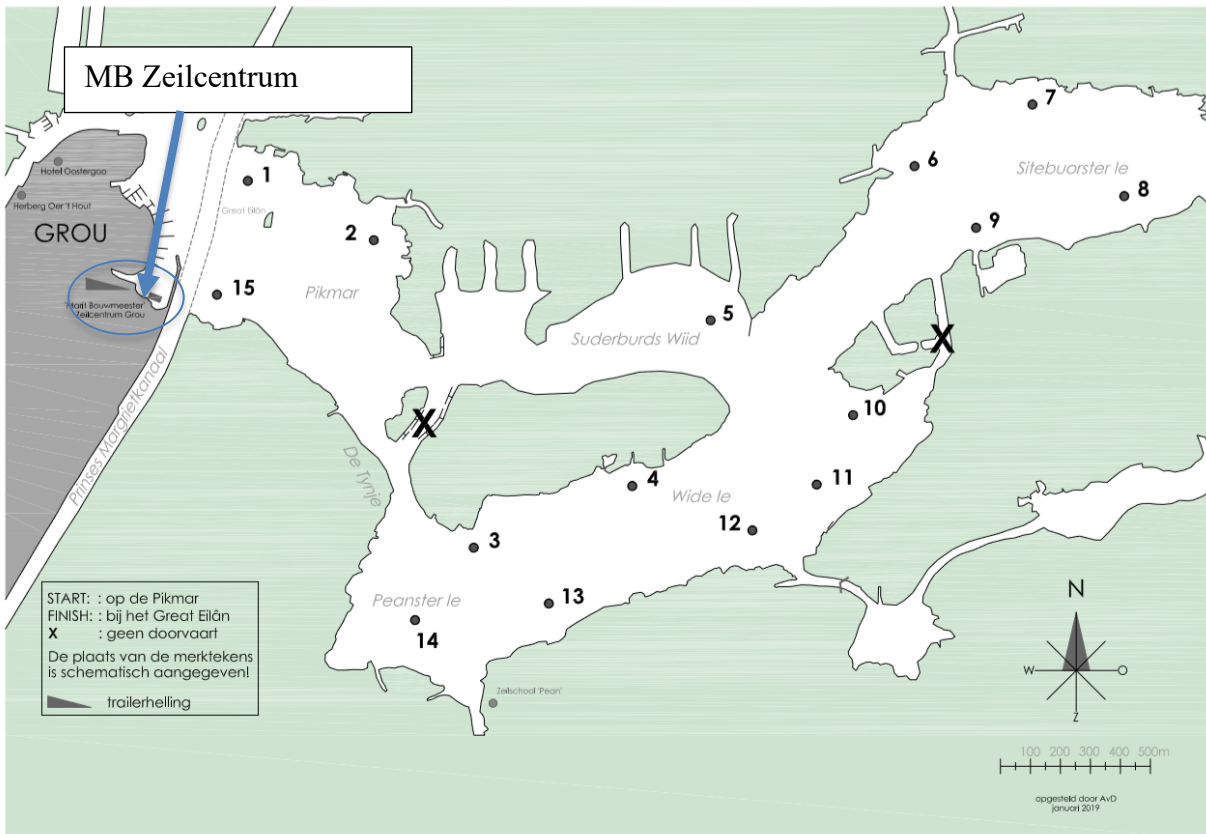 MB Zeilcentrum
Hotel Oostergoo
Herberg Oer 't Hout
GROU
'Marit Bouwmeester'
Zeilcentrum Grou
Prinses Margrietkanaal
1
Great Eilân
2
15
Pikmar
De Tynje
X
Suderburds Wiid
5
6
7
Sitebuorster Ie
8
9
X
10
11
4
Wide Ie
12
3
Peanster Ie
13
14
Zeilschool 'Pean'
START: : op de Pikmar
FINISH: : bij het Great Eilân
X : geen doorvaart
De plaats van de merktekens
is schematisch aangegeven!
trailerhelling
N
W
O
Z
100 200 300 400 500m
opgesteld door AvD
januari 2019